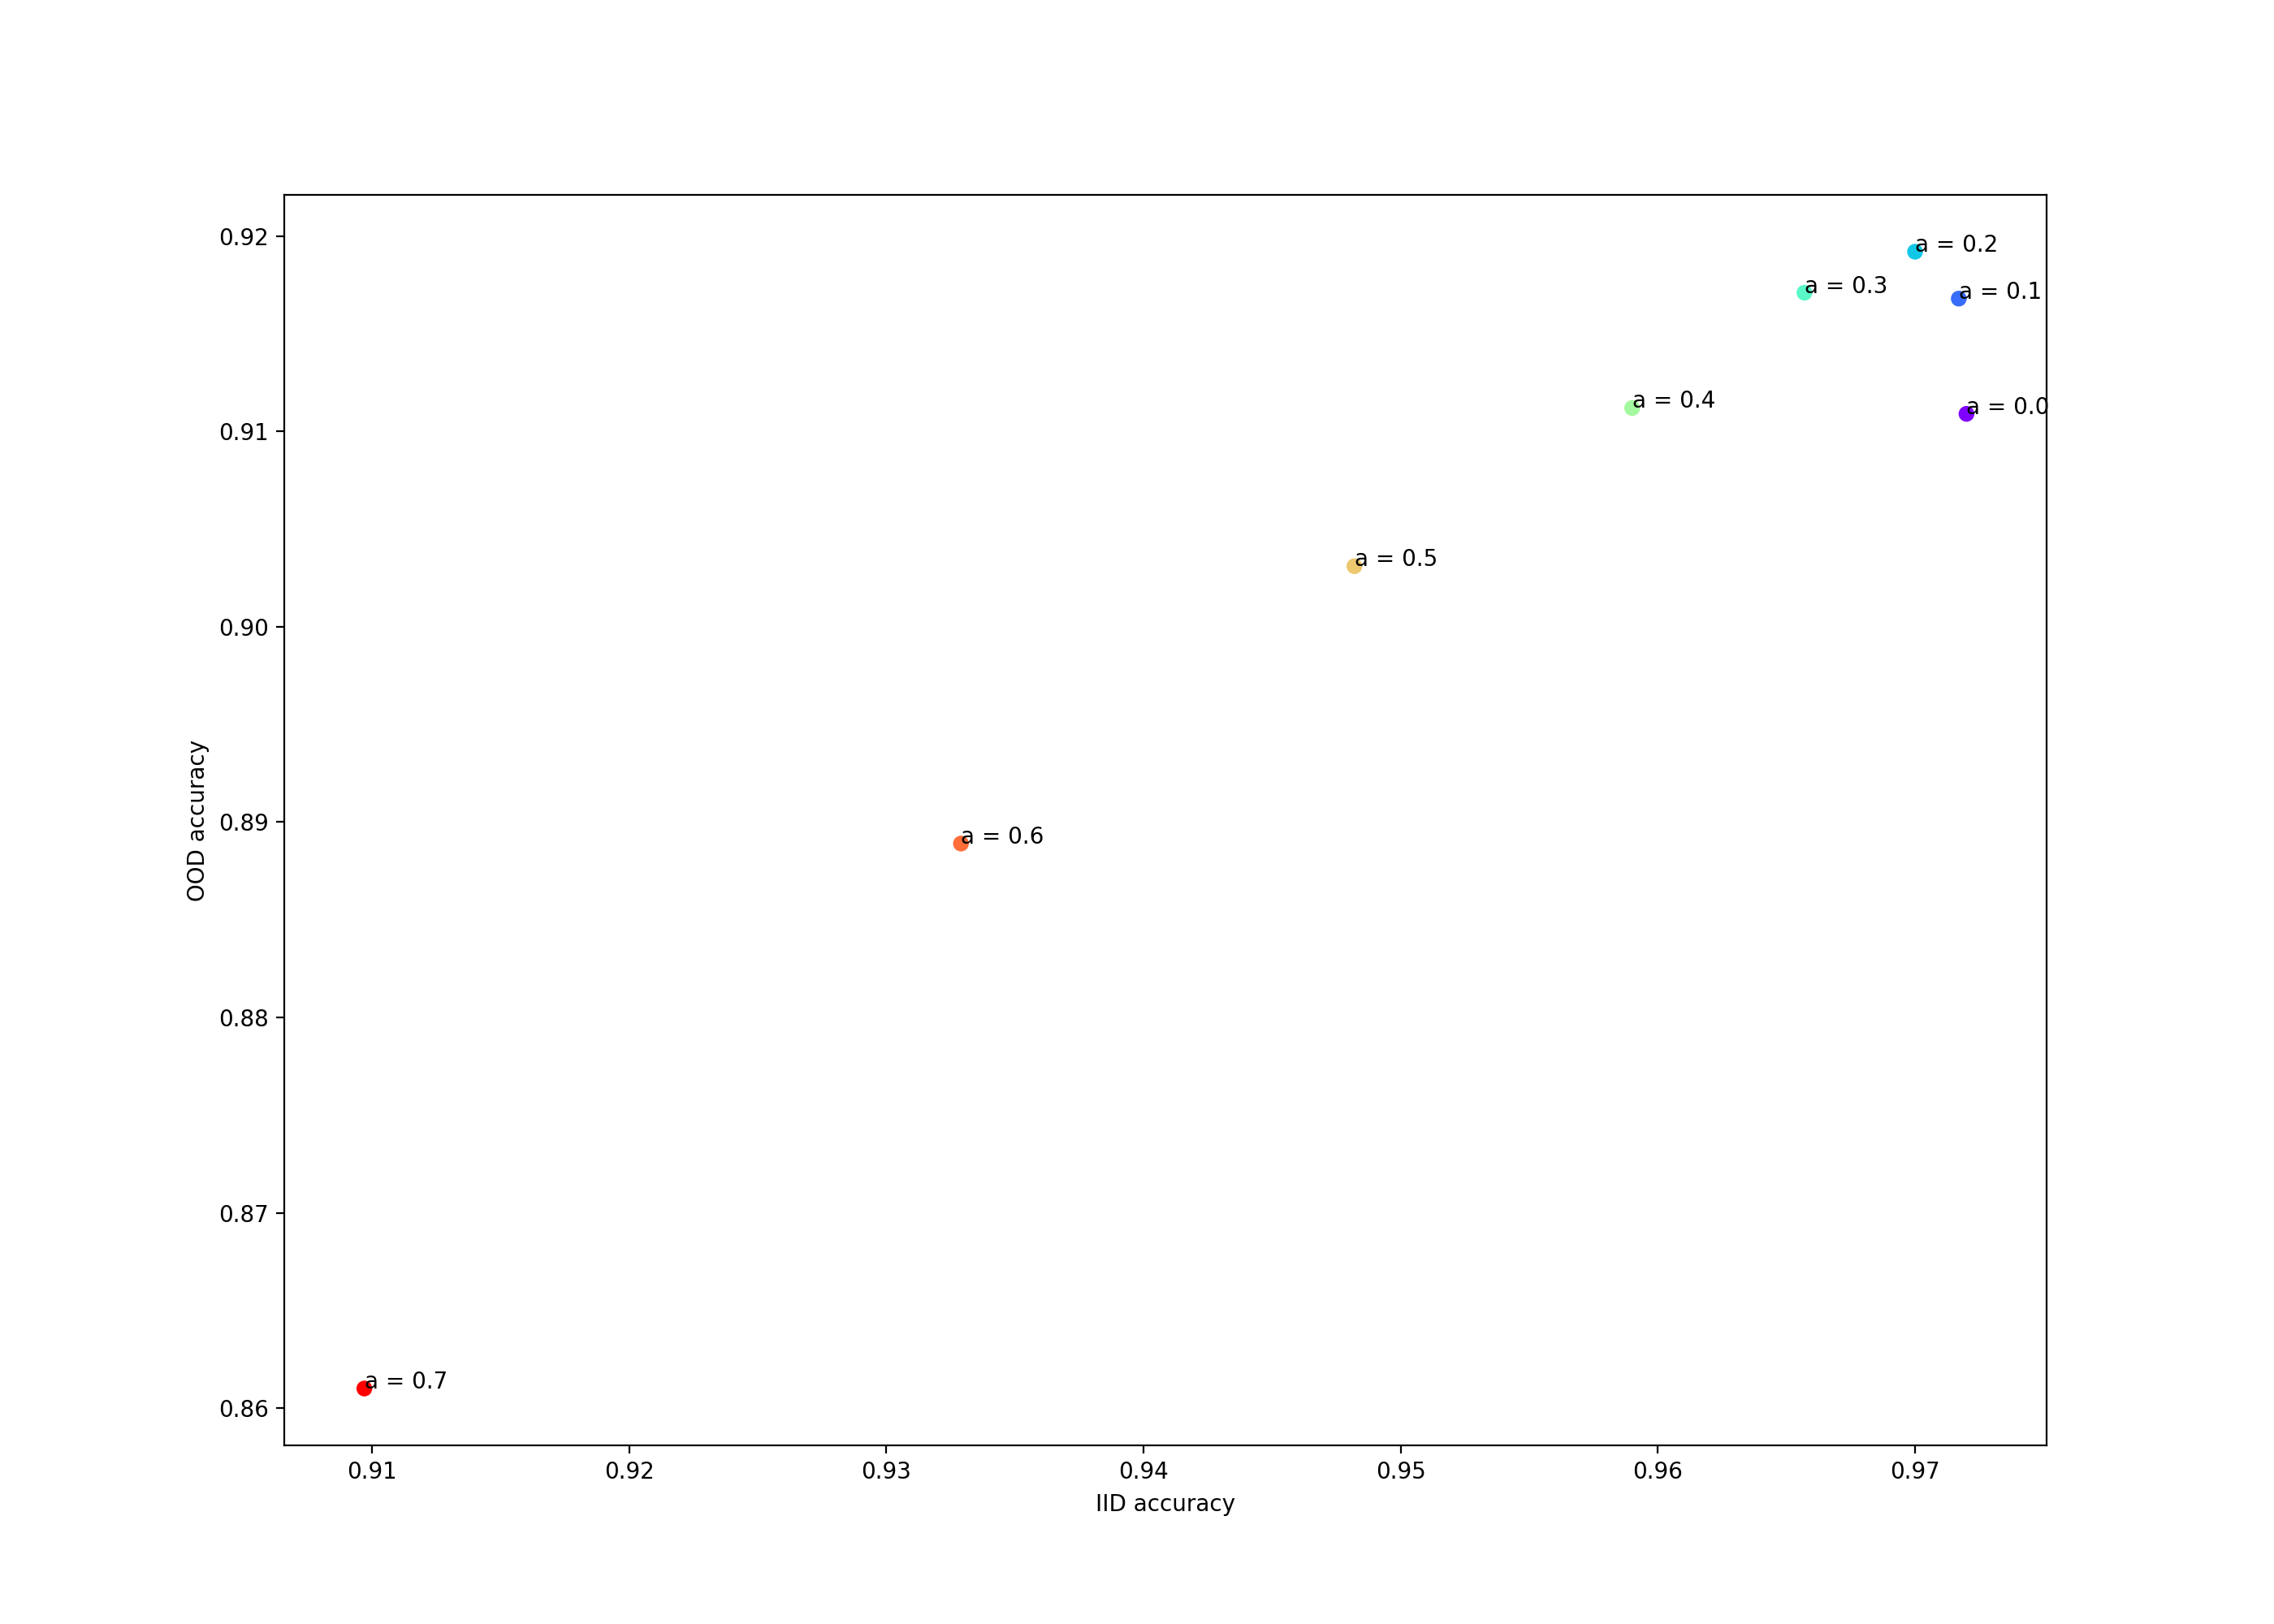 0.92
a = 0.2
a = 0.3
a = 0.1
a = 0.4
a = 0.0
0.91
a = 0.5
0.90
a = 0.6
0.89
OOD accuracy
0.88
0.87
a = 0.7
0.86
0.91 0.92 0.93 0.94 0.95 0.96 0.97
IID accuracy